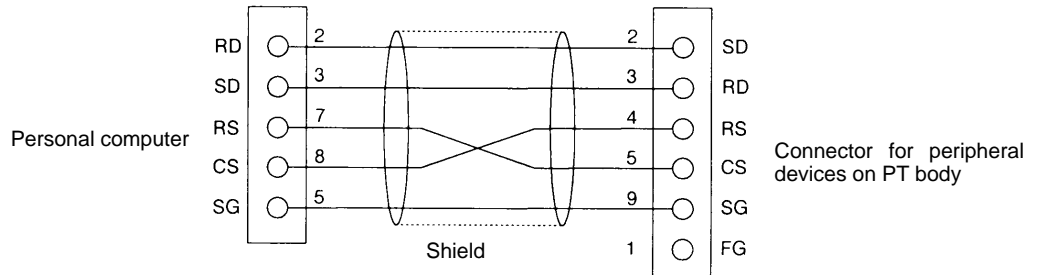 RD 2 2 SD
SD 3 3 RD
RS 7 4 RS
Personal computer
CS 8 5 CS
Connector for peripheral
devices on PT body
SG 5 9 SG
Shield
1 FG